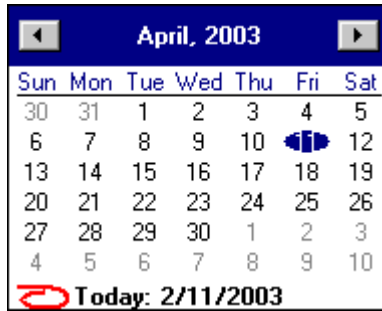 April, 2003
Sun Mon Tue Wed Thu Fri Sat
30 31 1 2 3 4 5
6 7 8 9 10 12
13 14 15 16 17 18 19
20 21 22 23 24 25 26
27 28 29 30 1 2 3
4 5 6 7 8 9 10
Today: 2/11/2003